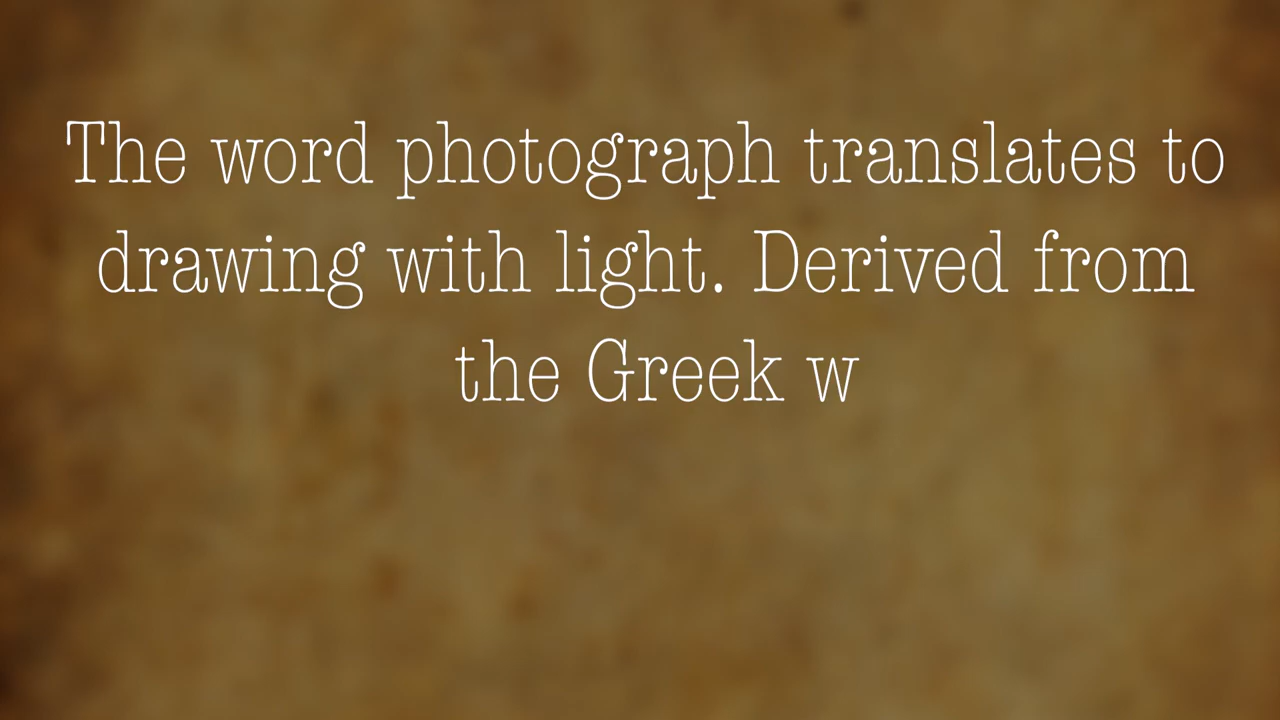 The word photograph translates to
drawing with light. Derived from
the Greek w